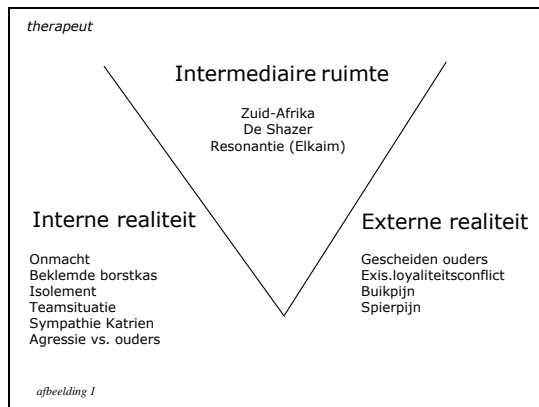 therapeut
Intermediaire ruimte
Zuid-Afrika
De Shazer
Resonantie (Elkaim)
Interne realiteit
Onmacht
Beklemde borstkas
Isolement
Teamsituatie
Sympathie Katrien
Agressie vs. ouders
Externe realiteit
Gescheiden ouders
Exis.loyaliteitsconflict
Buikpijn
Spierpijn
afbeelding 1